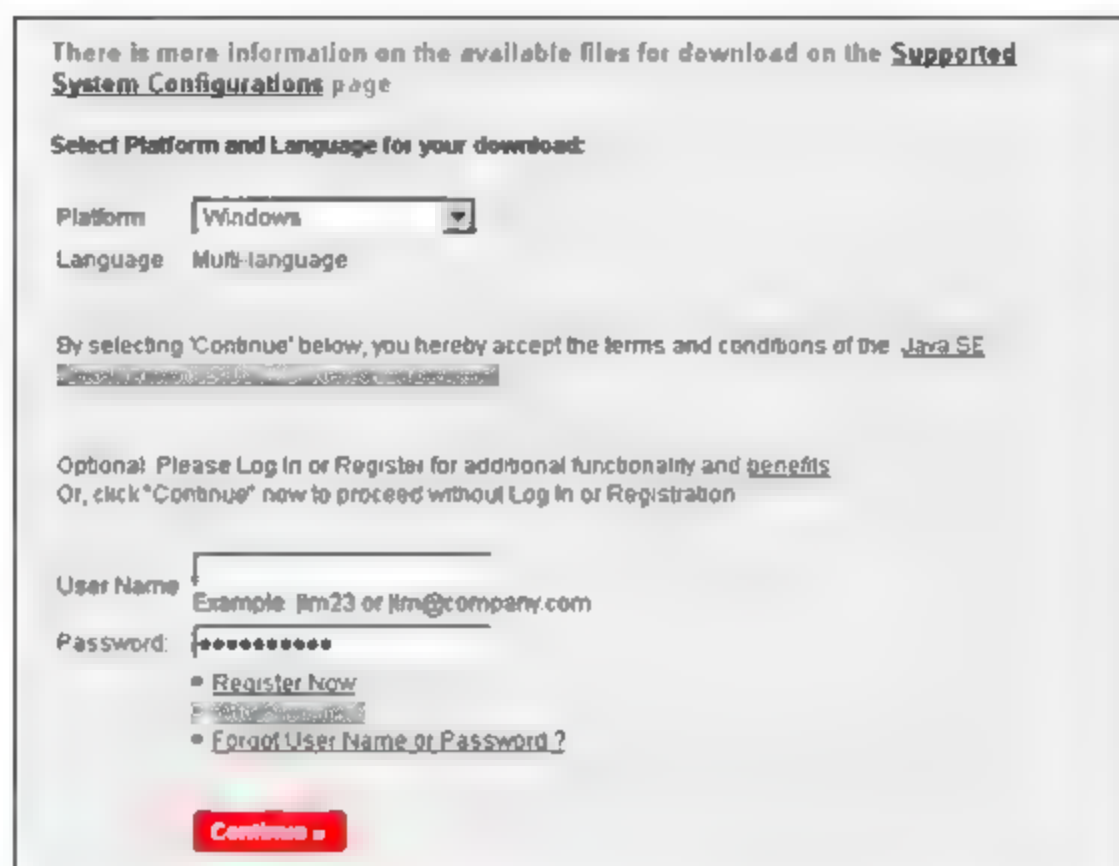 There is more information on the available files for download on the Supported
System Configurations page
Select Platform and Language for your download:
Platform Windows
Language Multi-language
By selecting 'Continue' below, you hereby accept the terms and conditions of the Java SE
Optional: Please Log In or Register for additional functionality and benefits
Or, click "Continue" now to proceed without Log In or Registration
User Name
Example: jim23 or jim@company.com
Password: ••••••••••
• Register Now
• Forgot User Name or Password ?
Continue »